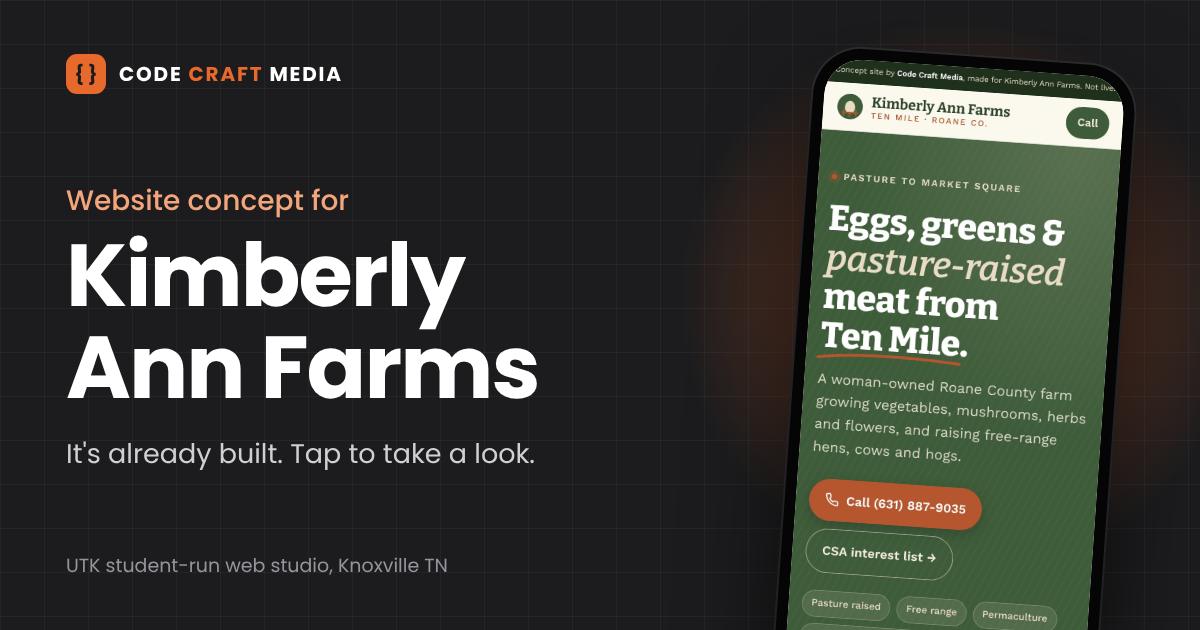 { } CODE CRAFT MEDIA
Website concept for
Kimberly
Ann Farms
It's already built. Tap to take a look.
UTK student-run web studio, Knoxville TN
Concept site by Code Craft Media, made for Kimberly Ann Farms. Not live.
Kimberly Ann Farms
TEN MILE · ROANE CO.
Call
PASTURE TO MARKET SQUARE
Eggs, greens &
pasture-raised
meat from
Ten Mile.
A woman-owned Roane County farm
growing vegetables, mushrooms, herbs
and flowers, and raising free-range
hens, cows and hogs.
Call (631) 887-9035
CSA interest list →
Pasture raised
Free range
Permaculture